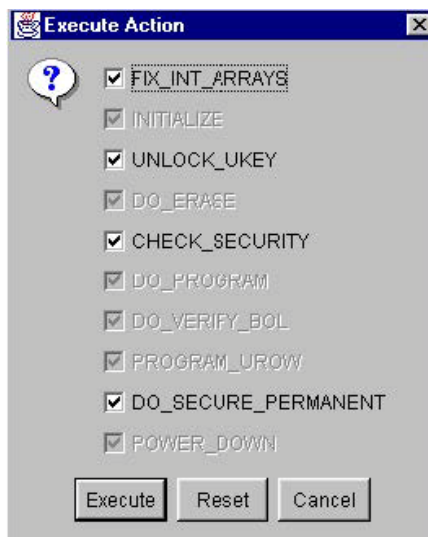 Execute Action
FIX_INT_ARRAYS
INITIALIZE
UNLOCK_UKEY
DO_ERASE
CHECK_SECURITY
DO_PROGRAM
DO_VERIFY_BOL
PROGRAM_UROW
DO_SECURE_PERMANENT
POWER_DOWN
Execute Reset Cancel